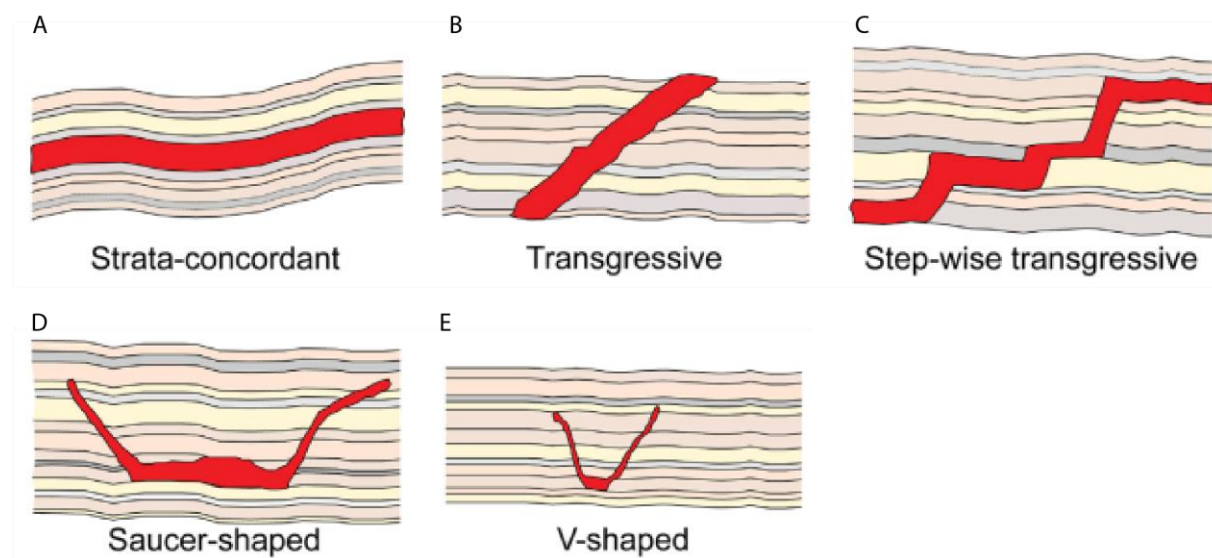 A
B
C
Strata-concordant
Transgressive
Step-wise transgressive
D
E
Saucer-shaped
V-shaped